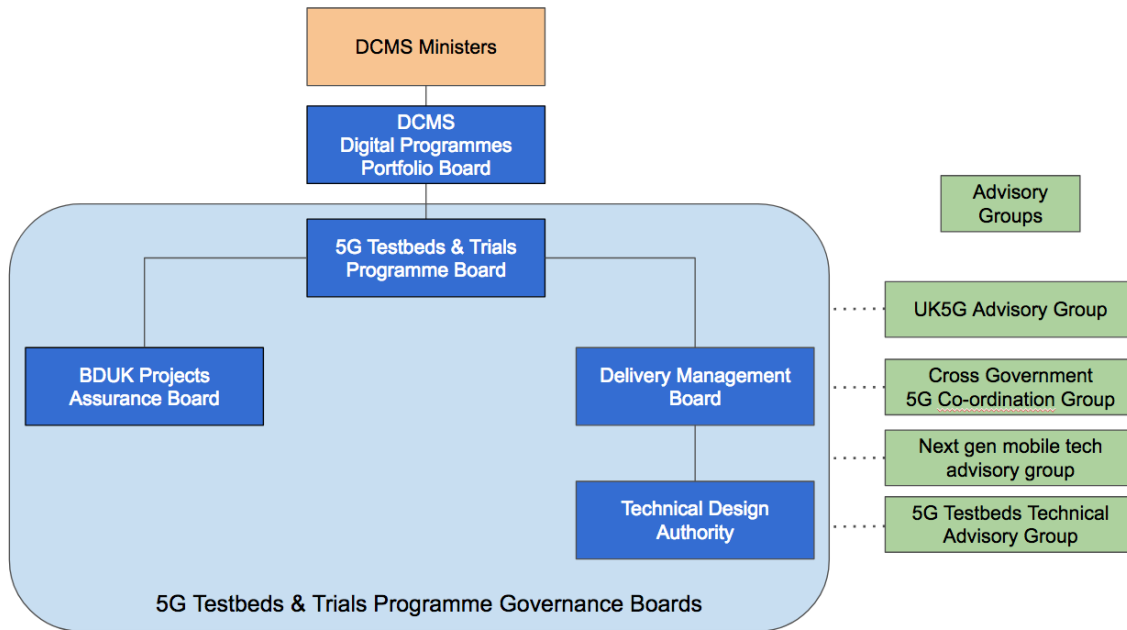 DCMS Ministers
DCMS
Digital Programmes
Portfolio Board
5G Testbeds & Trials
Programme Board
BDUK Projects
Assurance Board
Delivery Management
Board
Technical Design
Authority
5G Testbeds & Trials Programme Governance Boards
Advisory
Groups
UK5G Advisory Group
Cross Government
5G Co-ordination Group
Next gen mobile tech
advisory group
5G Testbeds Technical
Advisory Group